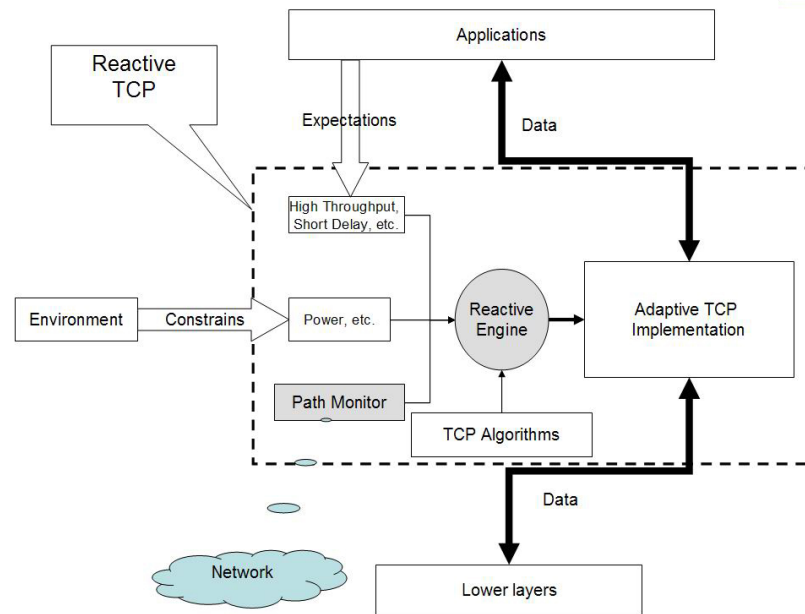 Applications
Reactive
TCP
Expectations
Data
High Throughput,
Short Delay, etc.
Environment
Constrains
Power, etc.
Reactive
Engine
Adaptive TCP
Implementation
Path Monitor
TCP Algorithms
Data
Network
Lower layers